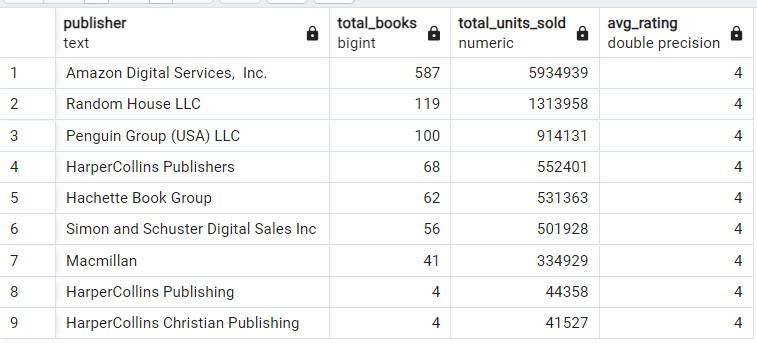 publisher total_books total_units_sold avg_rating
text bigint numeric double precision
1 Amazon Digital Services,  Inc. 587 5934939 4
2 Random House LLC 119 1313958 4
3 Penguin Group (USA) LLC 100 914131 4
4 HarperCollins Publishers 68 552401 4
5 Hachette Book Group 62 531363 4
6 Simon and Schuster Digital Sales Inc 56 501928 4
7 Macmillan 41 334929 4
8 HarperCollins Publishing 4 44358 4
9 HarperCollins Christian Publishing 4 41527 4